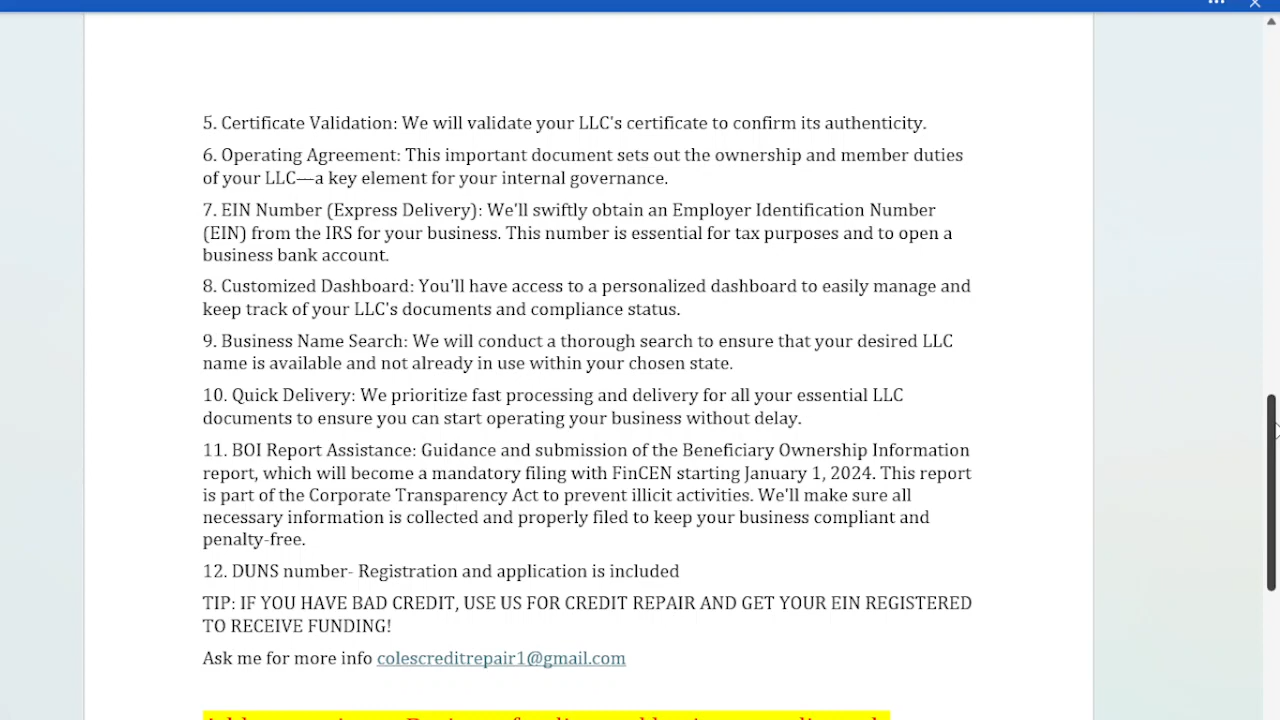 5. Certificate Validation: We will validate your LLC's certificate to confirm its authenticity.
6. Operating Agreement: This important document sets out the ownership and member duties
of your LLC—a key element for your internal governance.
7. EIN Number (Express Delivery): We'll swiftly obtain an Employer Identification Number
(EIN) from the IRS for your business. This number is essential for tax purposes and to open a
business bank account.
8. Customized Dashboard: You'll have access to a personalized dashboard to easily manage and
keep track of your LLC's documents and compliance status.
9. Business Name Search: We will conduct a thorough search to ensure that your desired LLC
name is available and not already in use within your chosen state.
10. Quick Delivery: We prioritize fast processing and delivery for all your essential LLC
documents to ensure you can start operating your business without delay.
11. BOI Report Assistance: Guidance and submission of the Beneficiary Ownership Information
report, which will become a mandatory filing with FinCEN starting January 1, 2024. This report
is part of the Corporate Transparency Act to prevent illicit activities. We'll make sure all
necessary information is collected and properly filed to keep your business compliant and
penalty-free.
12. DUNS number- Registration and application is included
TIP: IF YOU HAVE BAD CREDIT, USE US FOR CREDIT REPAIR AND GET YOUR EIN REGISTERED
TO RECEIVE FUNDING!
Ask me for more info colescreditrepair1@gmail.com